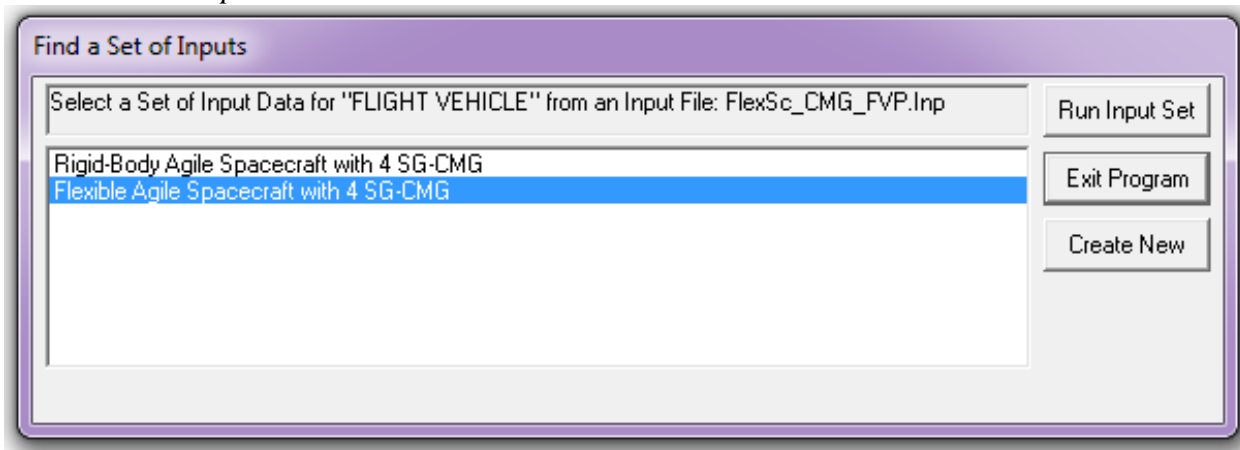 Find a Set of Inputs
Select a Set of Input Data for "FLIGHT VEHICLE" from an Input File: FlexSc_CMG_FVP.Inp
Run Input Set
Rigid-Body Agile Spacecraft with 4 SG-CMG
Flexible Agile Spacecraft with 4 SG-CMG
Exit Program
Create New